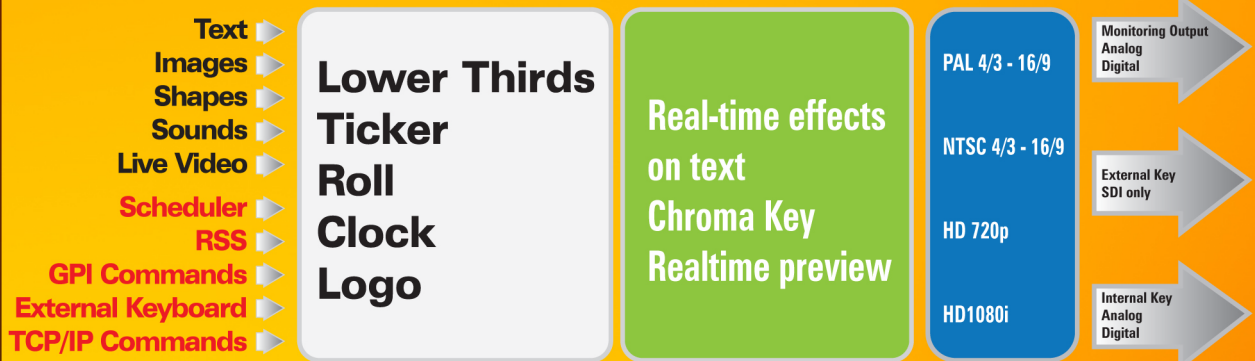 Text
Images
Shapes
Sounds
Live Video
Scheduler
RSS
GPI Commands
External Keyboard
TCP/IP Commands
Lower Thirds
Ticker
Roll
Clock
Logo
Real-time effects
on text
Chroma Key
Realtime preview
PAL 4/3 - 16/9
NTSC 4/3 - 16/9
HD 720p
HD1080i
Monitoring Output
Analog
Digital
External Key
SDI only
Internal Key
Analog
Digital